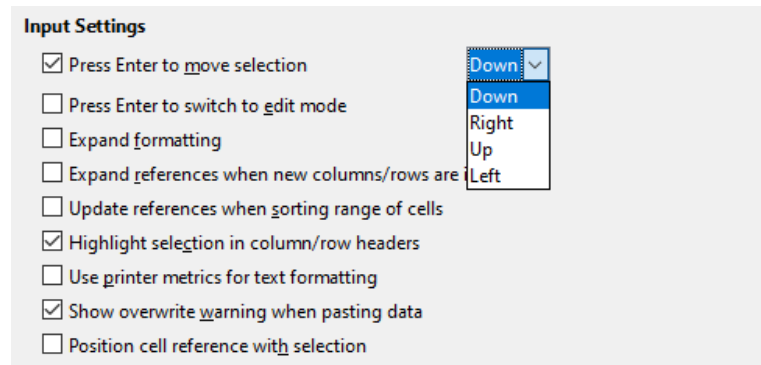 Input Settings
Press Enter to move selection Down
Down
Press Enter to switch to edit mode
Right
Expand formatting
Up
Expand references when new columns/rows are
Left
Update references when sorting range of cells
Highlight selection in column/row headers
Use printer metrics for text formatting
Show overwrite warning when pasting data
Position cell reference with selection